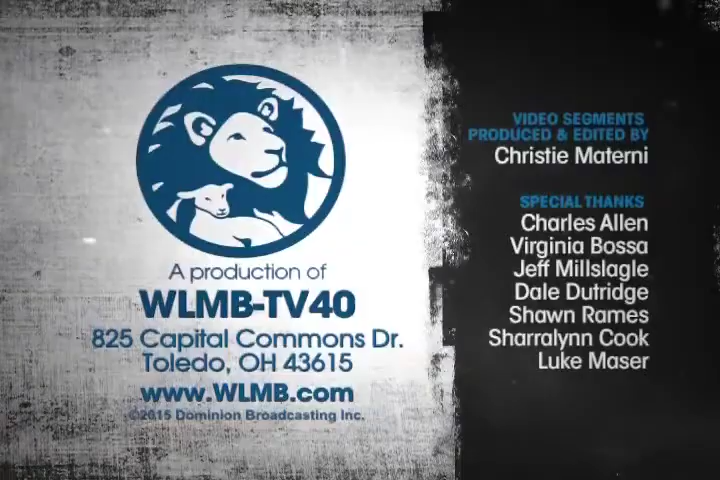 A production of
WLMB-TV40
825 Capital Commons Dr.
Toledo, OH 43615
www.WLMB.com
©2015 Dominion Broadcasting Inc.
VIDEO SEGMENTS
PRODUCED & EDITED BY
Christie Materni
SPECIAL THANKS
Charles Allen
Virginia Bossa
Jeff Millslagle
Dale Dutridge
Shawn Rames
Sharralynn Cook
Luke Maser